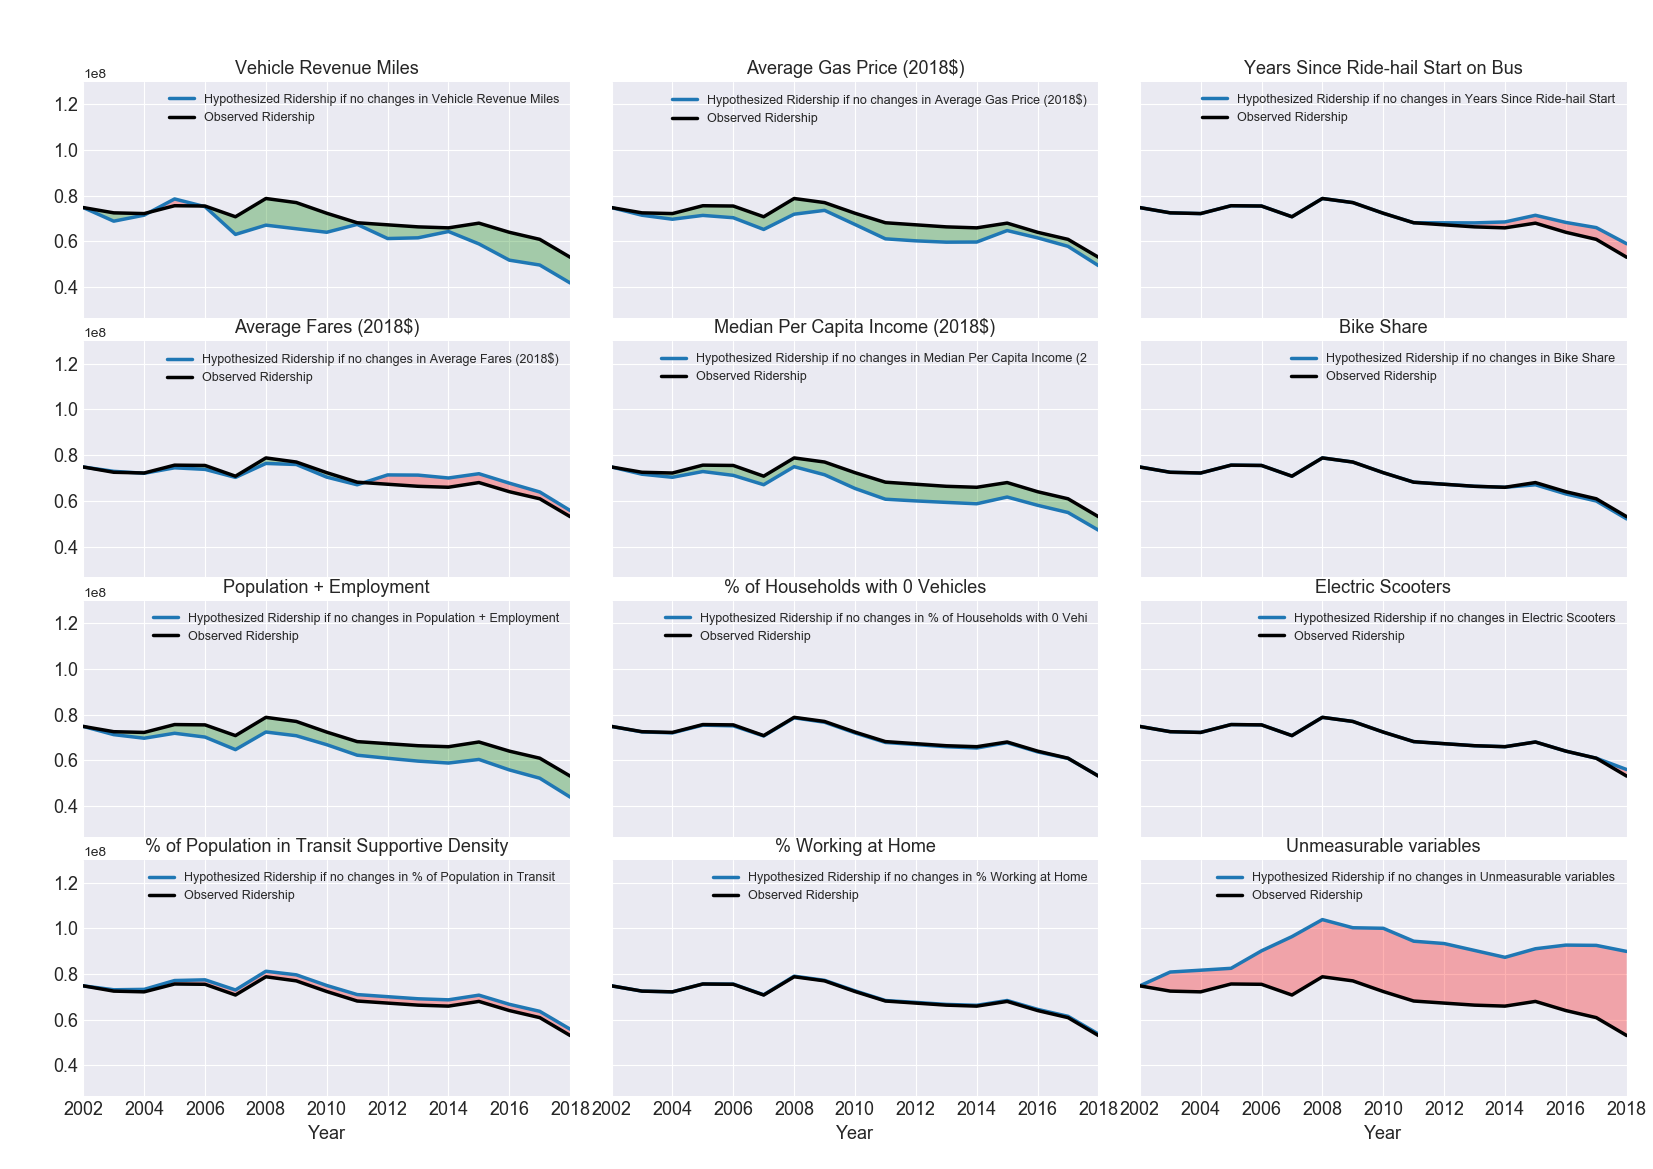 Vehicle Revenue Miles
1e8
Hypothesized Ridership if no changes in Vehicle Revenue Miles
Observed Ridership
1.2
1.0
0.8
0.6
0.4
Average Gas Price (2018$)
Hypothesized Ridership if no changes in Average Gas Price (2018$)
Observed Ridership
Years Since Ride-hail Start on Bus
Hypothesized Ridership if no changes in Years Since Ride-hail Start
Observed Ridership
Average Fares (2018$)
1e8
Hypothesized Ridership if no changes in Average Fares (2018$)
Observed Ridership
1.2
1.0
0.8
0.6
0.4
Median Per Capita Income (2018$)
Hypothesized Ridership if no changes in Median Per Capita Income (2
Observed Ridership
Bike Share
Hypothesized Ridership if no changes in Bike Share
Observed Ridership
Population + Employment
1e8
Hypothesized Ridership if no changes in Population + Employment
Observed Ridership
1.2
1.0
0.8
0.6
0.4
% of Households with 0 Vehicles
Hypothesized Ridership if no changes in % of Households with 0 Vehi
Observed Ridership
Electric Scooters
Hypothesized Ridership if no changes in Electric Scooters
Observed Ridership
% of Population in Transit Supportive Density
1e8
Hypothesized Ridership if no changes in % of Population in Transit
Observed Ridership
1.2
1.0
0.8
0.6
0.4
2002 2004 2006 2008 2010 2012 2014 2016 2018
Year
% Working at Home
Hypothesized Ridership if no changes in % Working at Home
Observed Ridership
2002 2004 2006 2008 2010 2012 2014 2016 2018
Year
Unmeasurable variables
Hypothesized Ridership if no changes in Unmeasurable variables
Observed Ridership
2002 2004 2006 2008 2010 2012 2014 2016 2018
Year